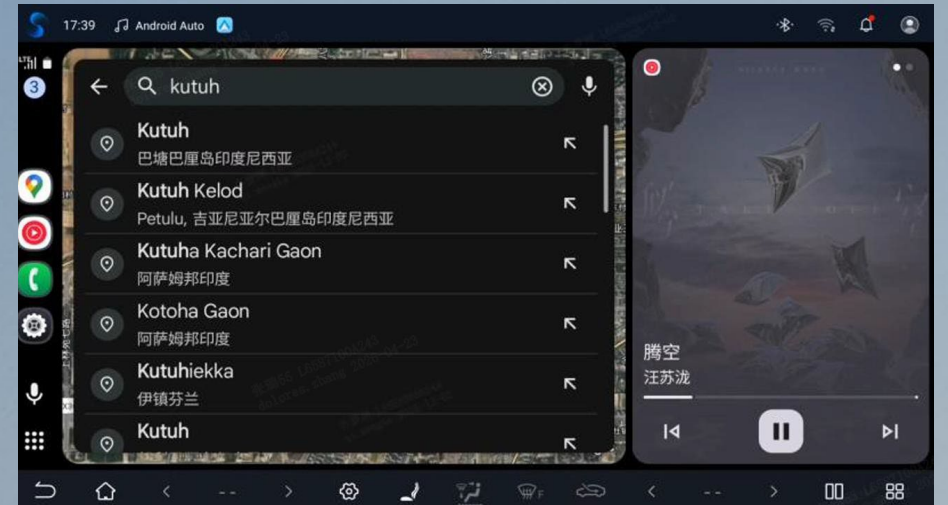 17:39 Android Auto
LTE
3
kutuh
Kutuh
巴塘巴厘岛印度尼西亚
Kutuh Kelod
Petulu, 吉亚尼亚尔巴厘岛印度尼西亚
Kutuha Kachari Gaon
阿萨姆邦印度
Kotoha Gaon
阿萨姆邦印度
Kutuhiekka
伊镇芬兰
Kutuh
腾空
汪苏泷
< -- > F < -- >